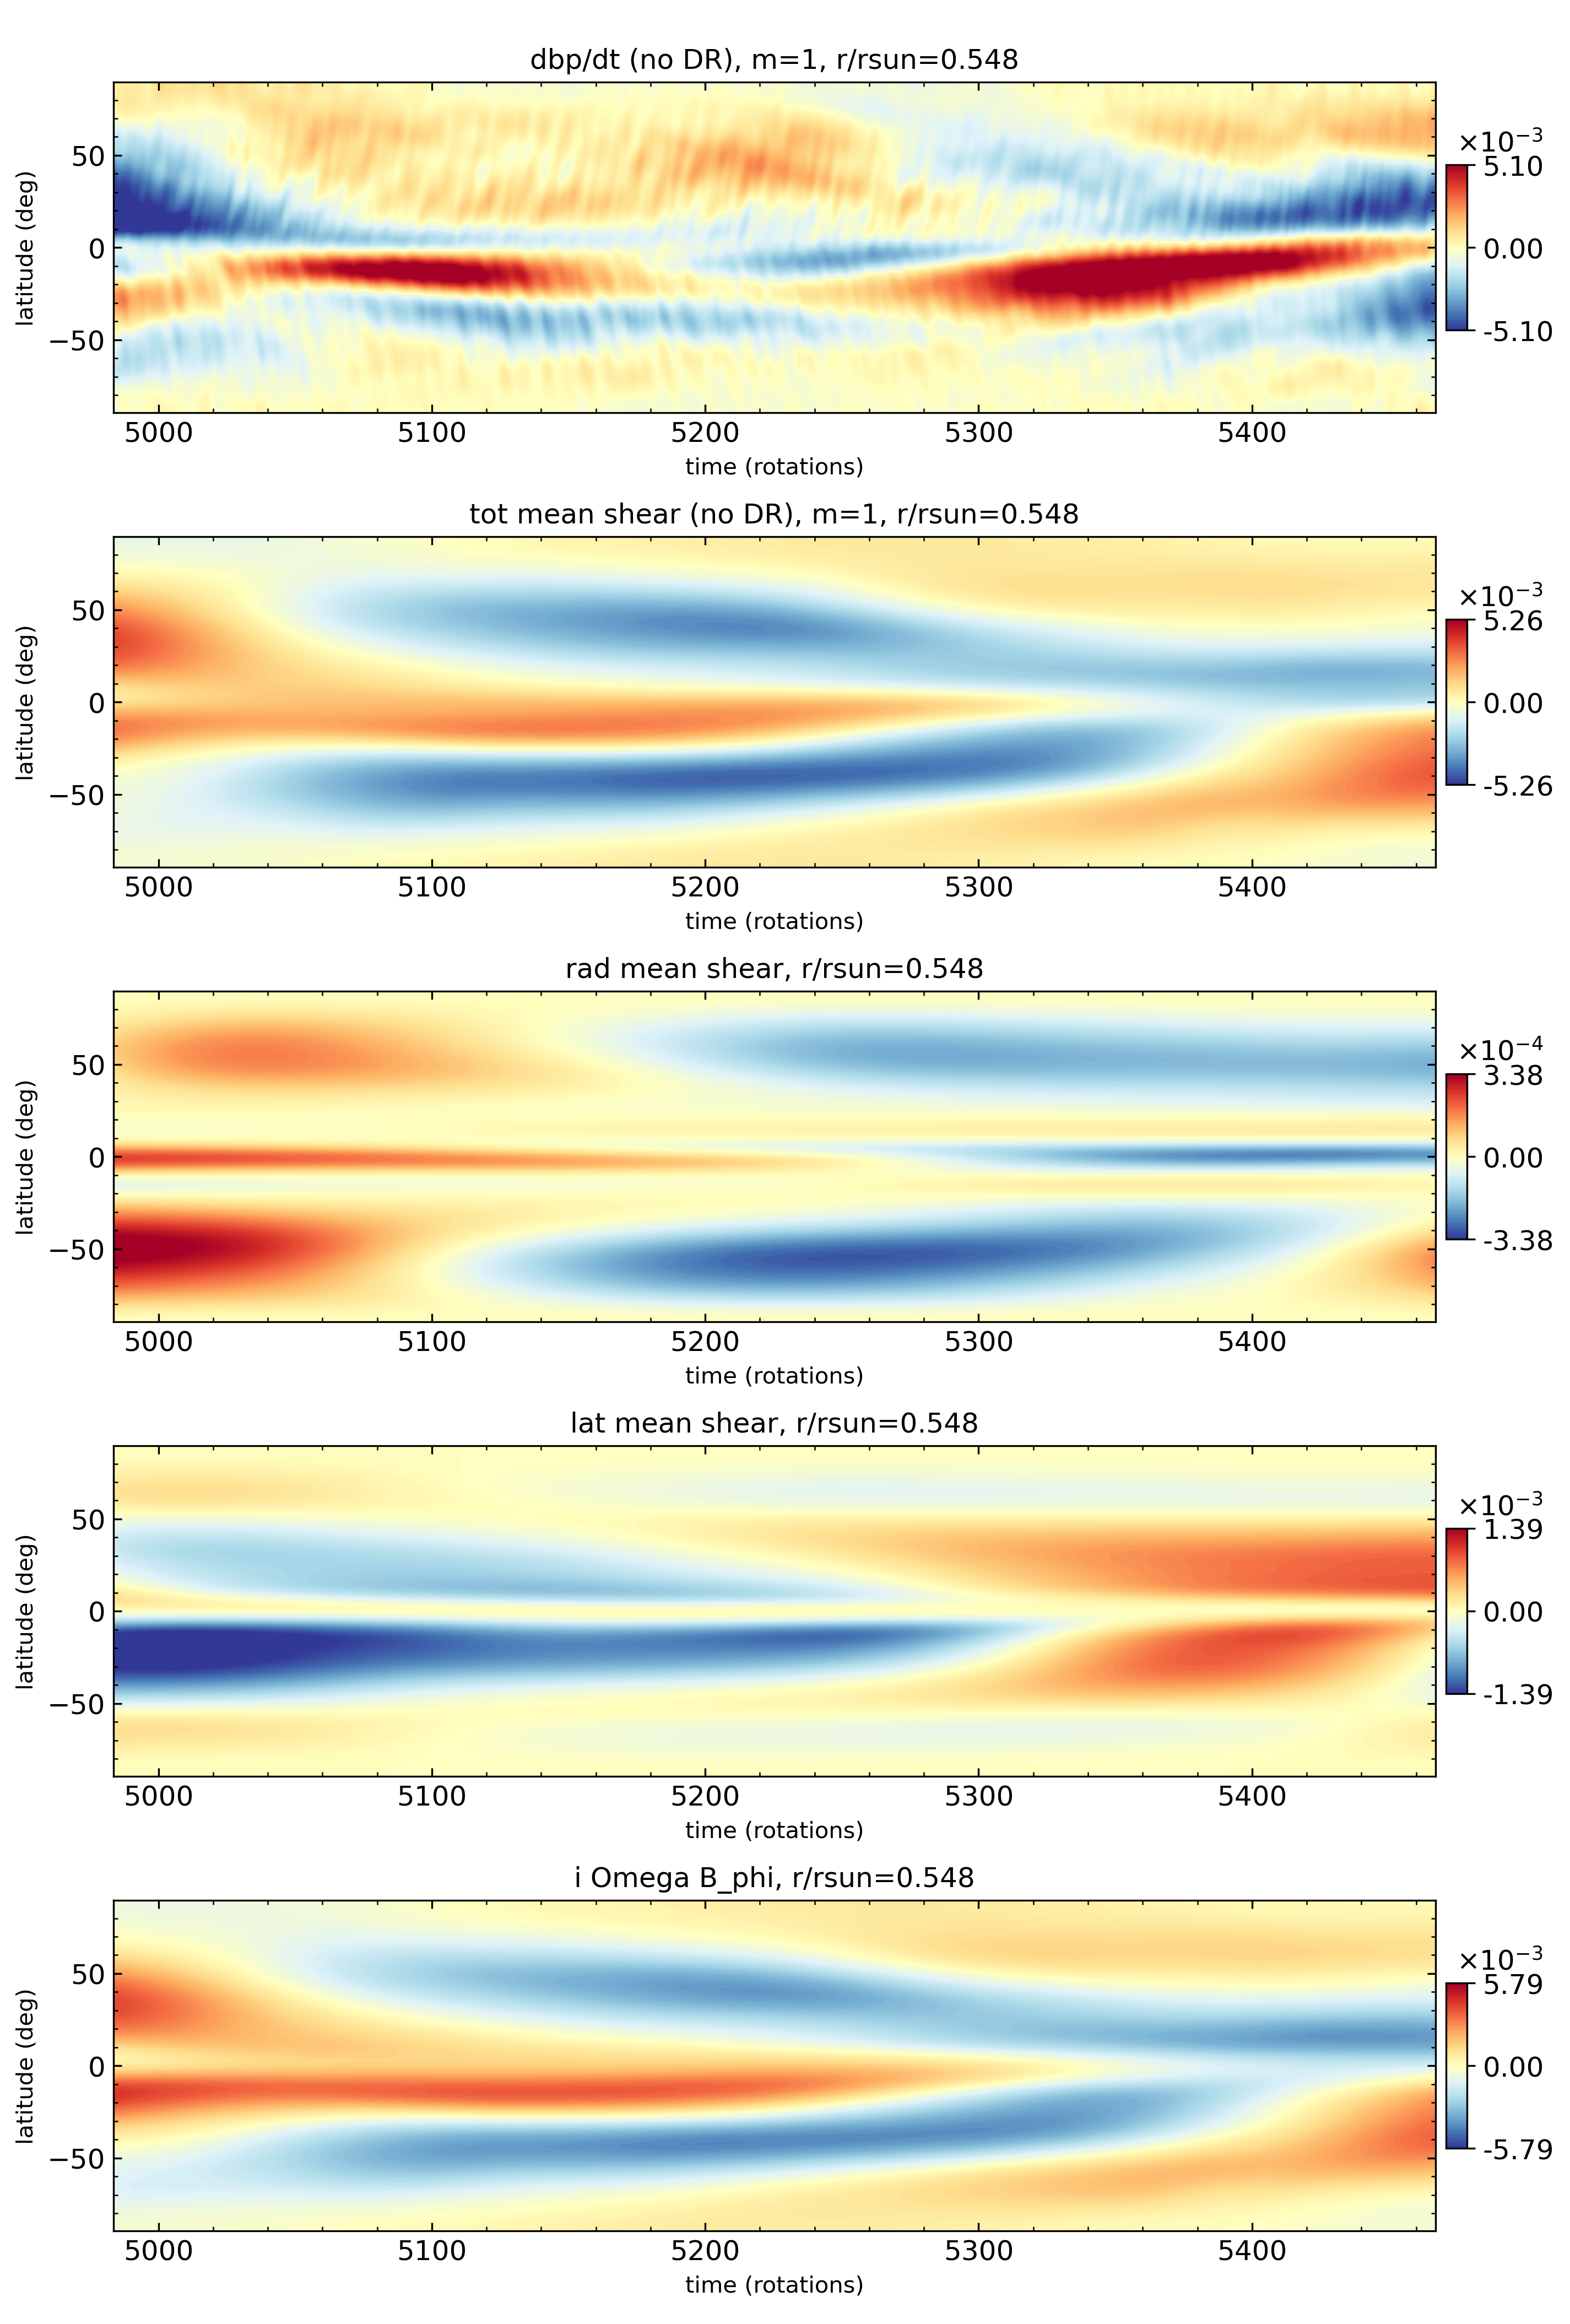 dbp/dt (no DR), m=1, r/rsun=0.548
×10−3
5.10
0.00
-5.10
latitude (deg)
50
0
−50
5000 5100 5200 5300 5400
time (rotations)
tot mean shear (no DR), m=1, r/rsun=0.548
×10−3
5.26
0.00
-5.26
latitude (deg)
50
0
−50
5000 5100 5200 5300 5400
time (rotations)
rad mean shear, r/rsun=0.548
×10−4
3.38
0.00
-3.38
latitude (deg)
50
0
−50
5000 5100 5200 5300 5400
time (rotations)
lat mean shear, r/rsun=0.548
×10−3
1.39
0.00
-1.39
latitude (deg)
50
0
−50
5000 5100 5200 5300 5400
time (rotations)
i Omega B_phi, r/rsun=0.548
×10−3
5.79
0.00
-5.79
latitude (deg)
50
0
−50
5000 5100 5200 5300 5400
time (rotations)